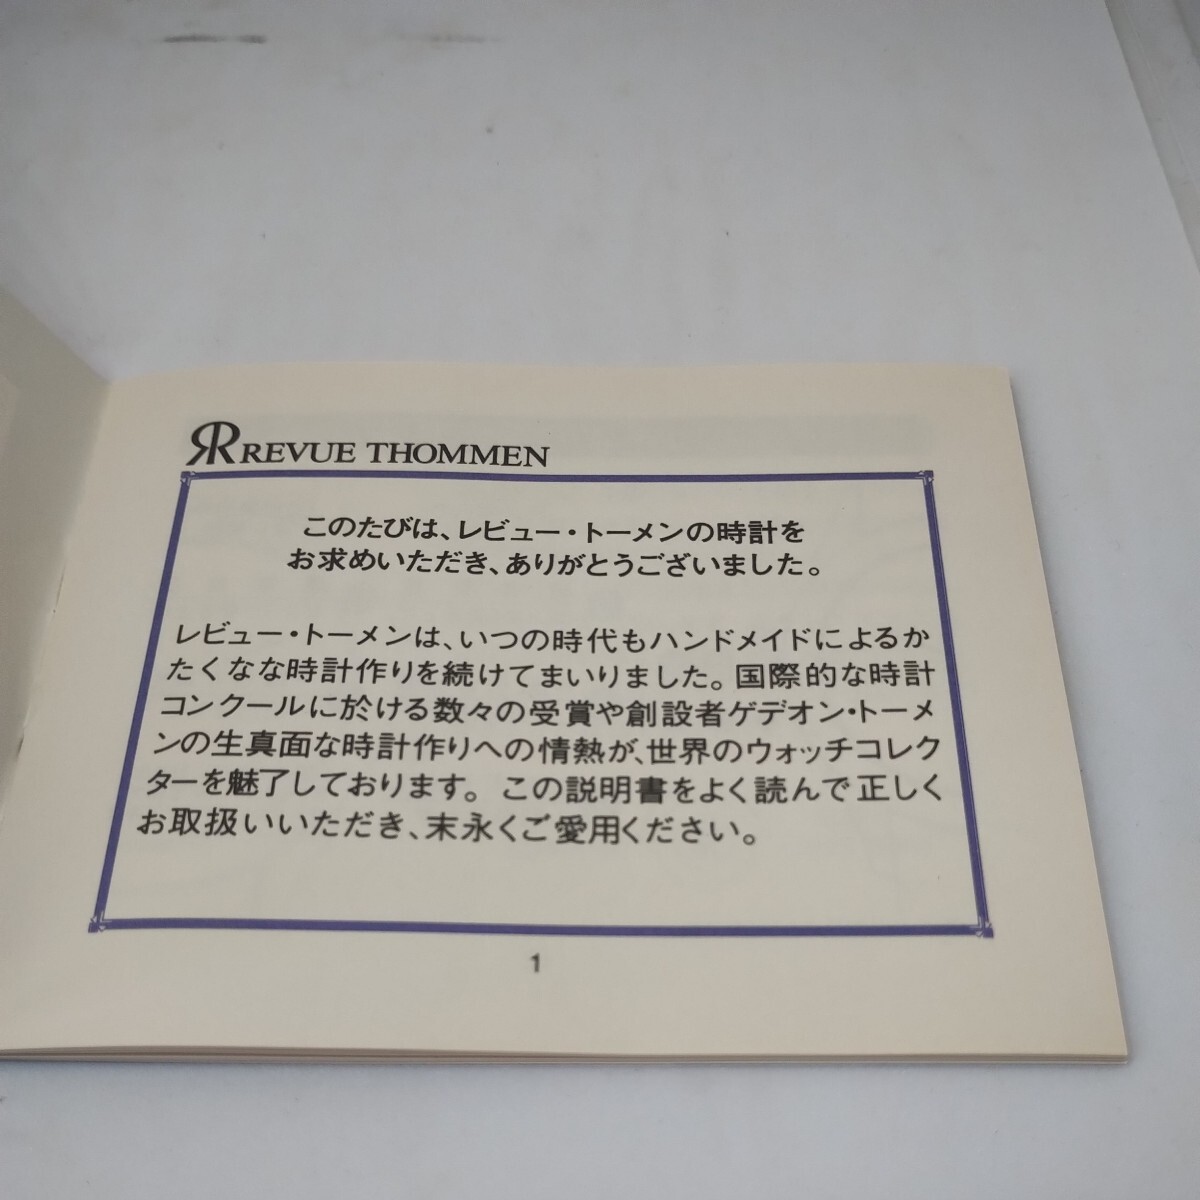 RR REVUE THOMMEN
このたびは、レビュー・トーメンの時計を
お求めいただき、ありがとうございました。
レビュー・トーメンは、いつの時代もハンドメイドによるか
たくなな時計作りを続けてまいりました。国際的な時計
コンクールに於ける数々の受賞や創設者ゲデオン・トーメ
ンの生真面な時計作りへの情熱が、世界のウォッチコレク
ターを魅了しております。この説明書をよく読んで正しく
お取扱いいただき、末永くご愛用ください。
1